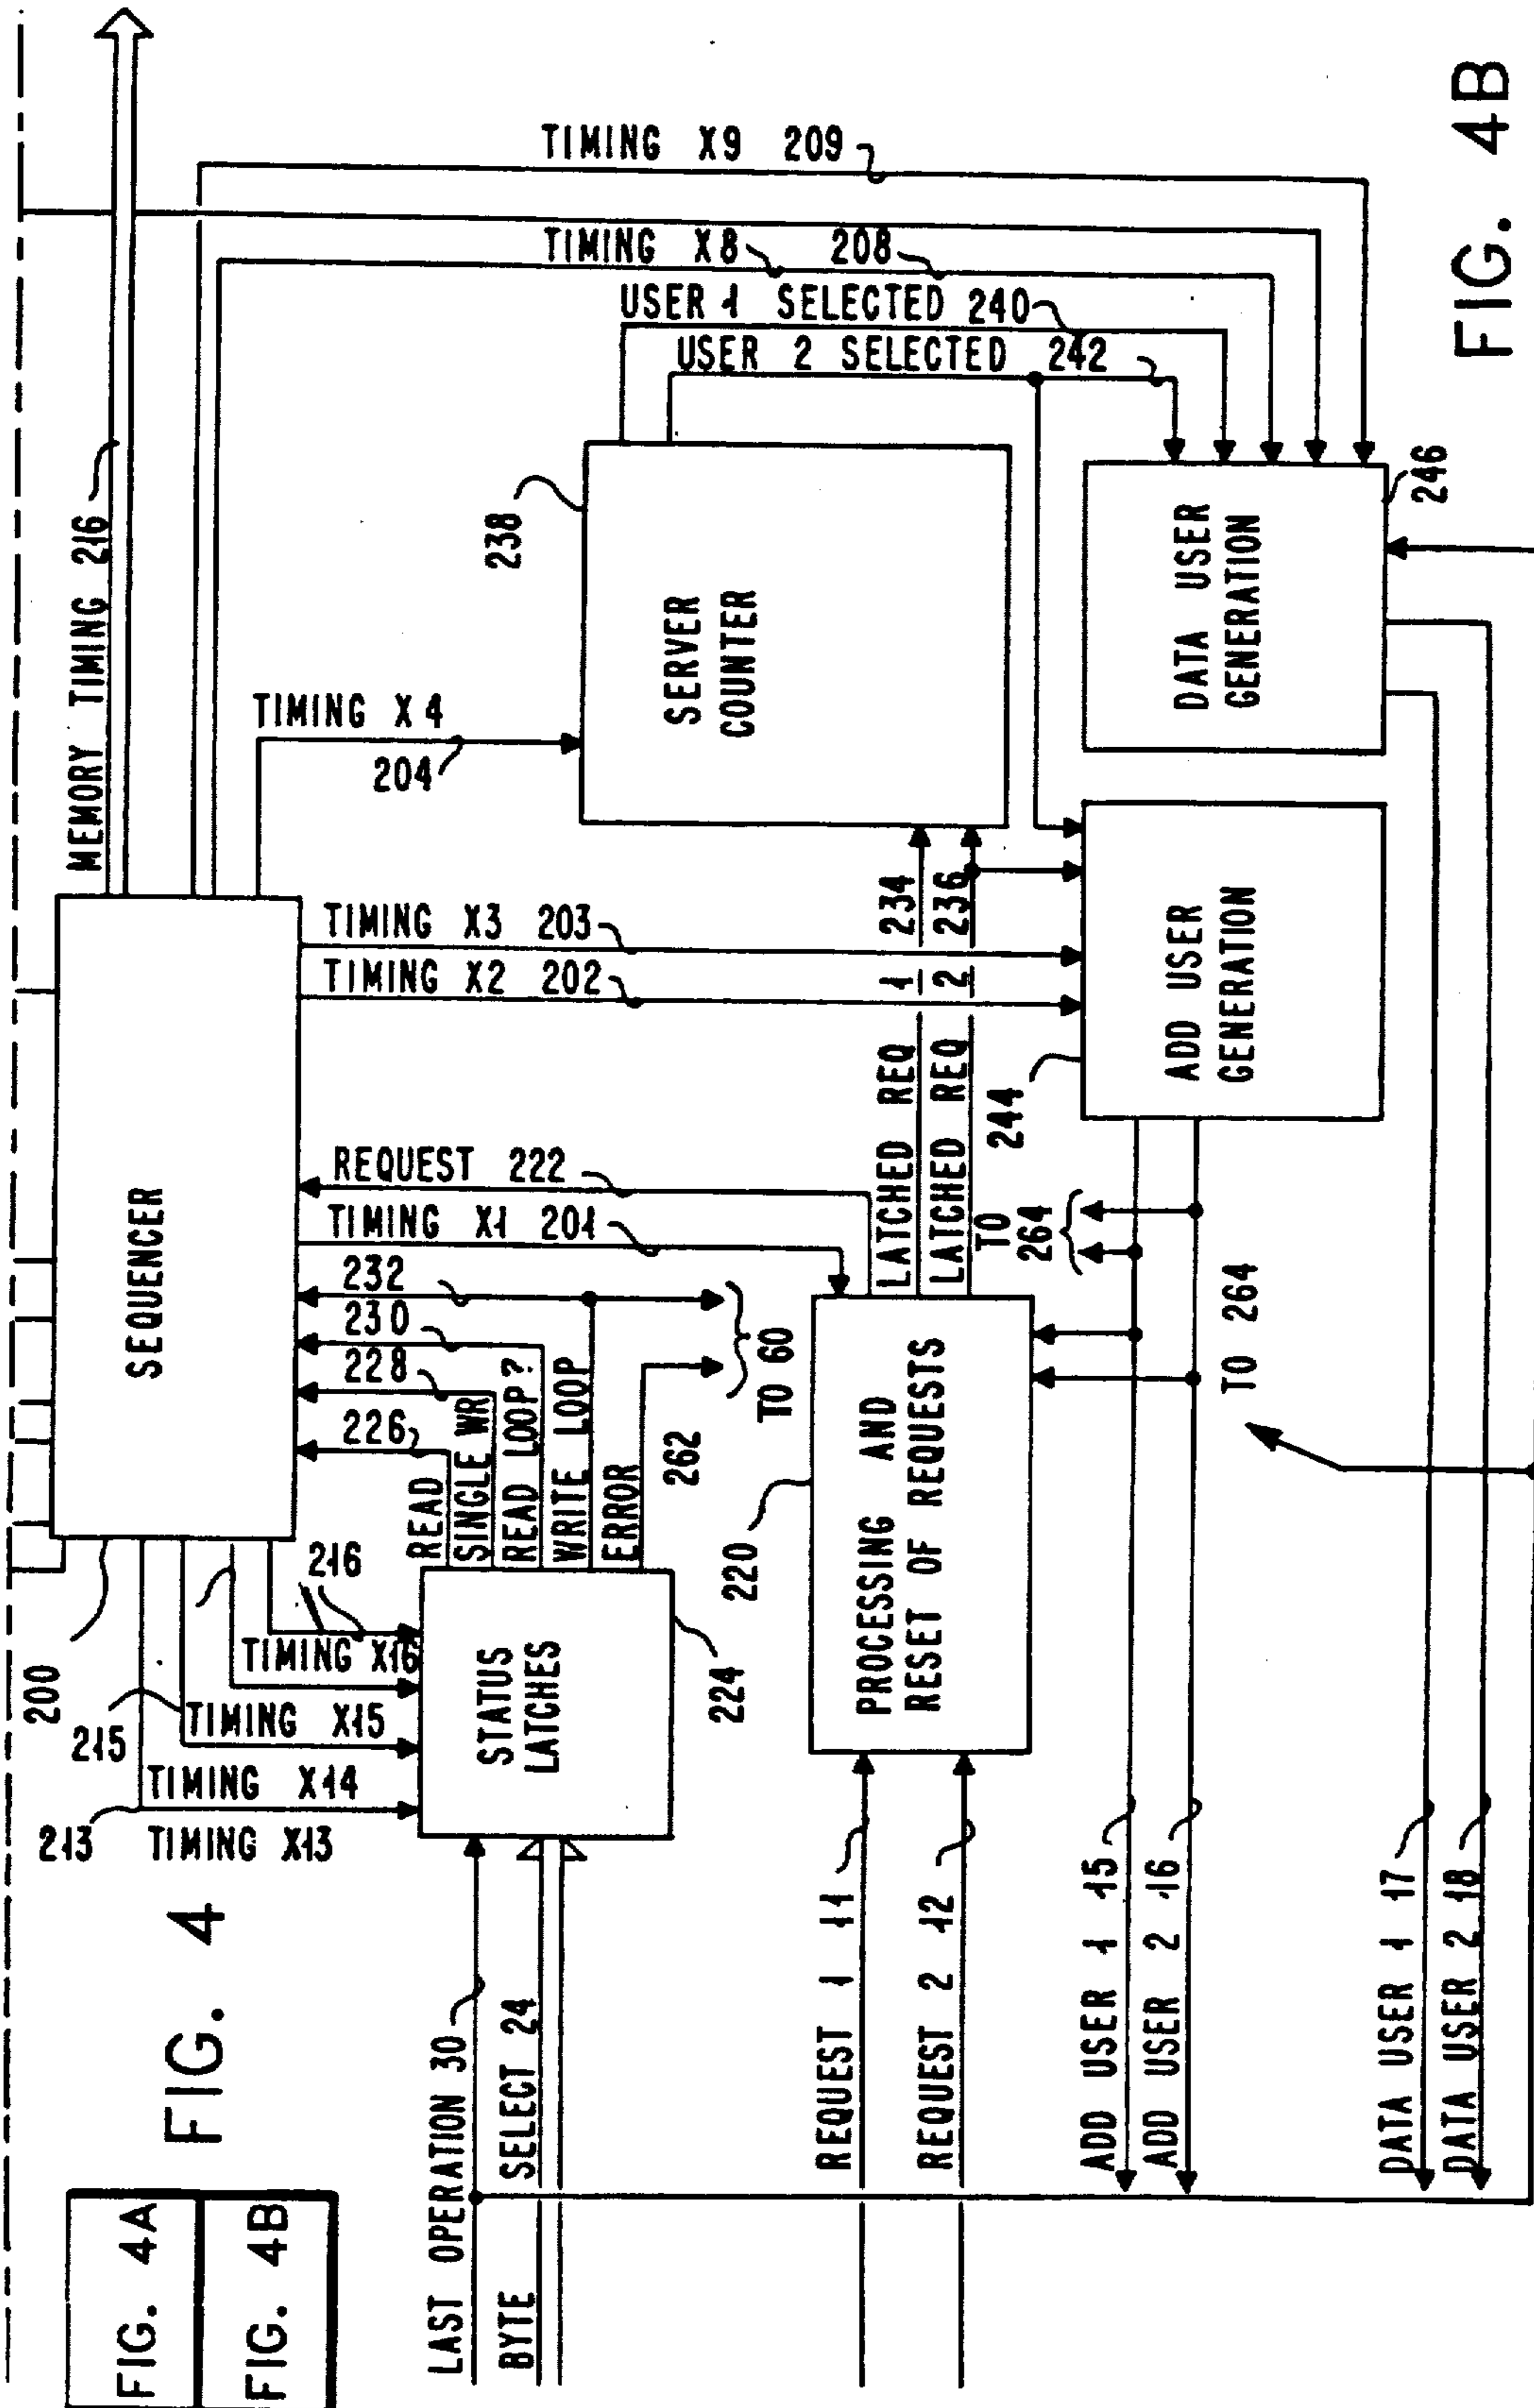 FIG. 4A
FIG. 4B
FIG. 4
200
SEQUENCER
MEMORY TIMING 216
215
213
TIMING X13
TIMING X14
TIMING X15
TIMING X16
216
LAST OPERATION 30
BYTE SELECT 24
STATUS
LATCHES
224
READ
SINGLE WR
READ LOOP?
WRITE LOOP
ERROR
226
228
230
232
262
TO 60
TIMING X1 201
REQUEST 222
TIMING X2 202
TIMING X3 203
TIMING X4
204
TIMING X9 209
TIMING X8 208
USER 1 SELECTED 240
USER 2 SELECTED 242
238
SERVER
COUNTER
REQUEST 1 11
REQUEST 2 12
220
PROCESSING AND
RESET OF REQUESTS
LATCHED REQ 1 234
LATCHED REQ 2 236
TO
264
244
ADD USER
GENERATION
DATA USER
GENERATION
246
ADD USER 1 15
ADD USER 2 16
TO 264
DATA USER 1 17
DATA USER 2 18
FIG. 4B